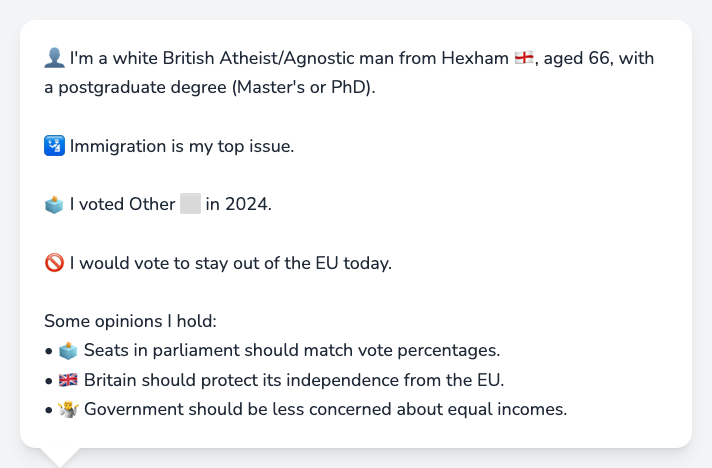 👤 I'm a white British Atheist/Agnostic man from Hexham 🏴󠁧󠁢󠁥󠁮󠁧󠁿, aged 66, with
a postgraduate degree (Master's or PhD).
🛂 Immigration is my top issue.
🗳️ I voted Other ⬜ in 2024.
🚫 I would vote to stay out of the EU today.
Some opinions I hold:
• 🗳️ Seats in parliament should match vote percentages.
• 🇬🇧 Britain should protect its independence from the EU.
• 🤷 Government should be less concerned about equal incomes.